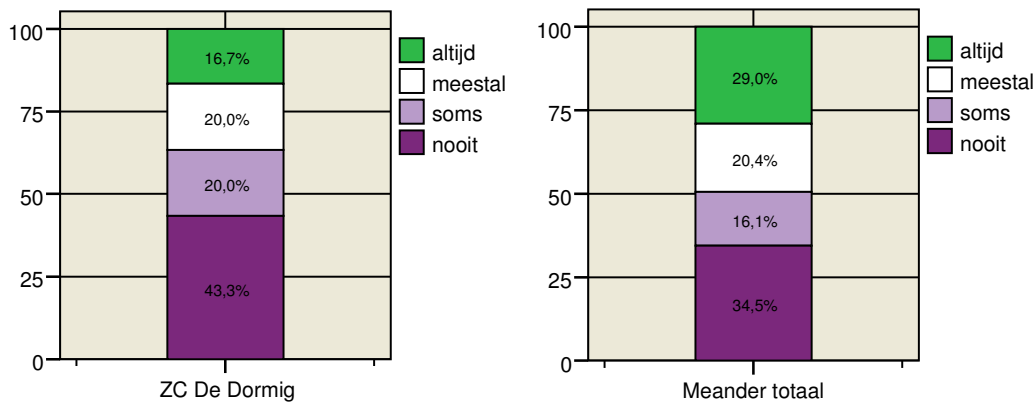 100
75
50
25
0
16,7%
20,0%
20,0%
43,3%
ZC De Dormig
altijd
meestal
soms
nooit
100
75
50
25
0
29,0%
20,4%
16,1%
34,5%
Meander totaal
altijd
meestal
soms
nooit